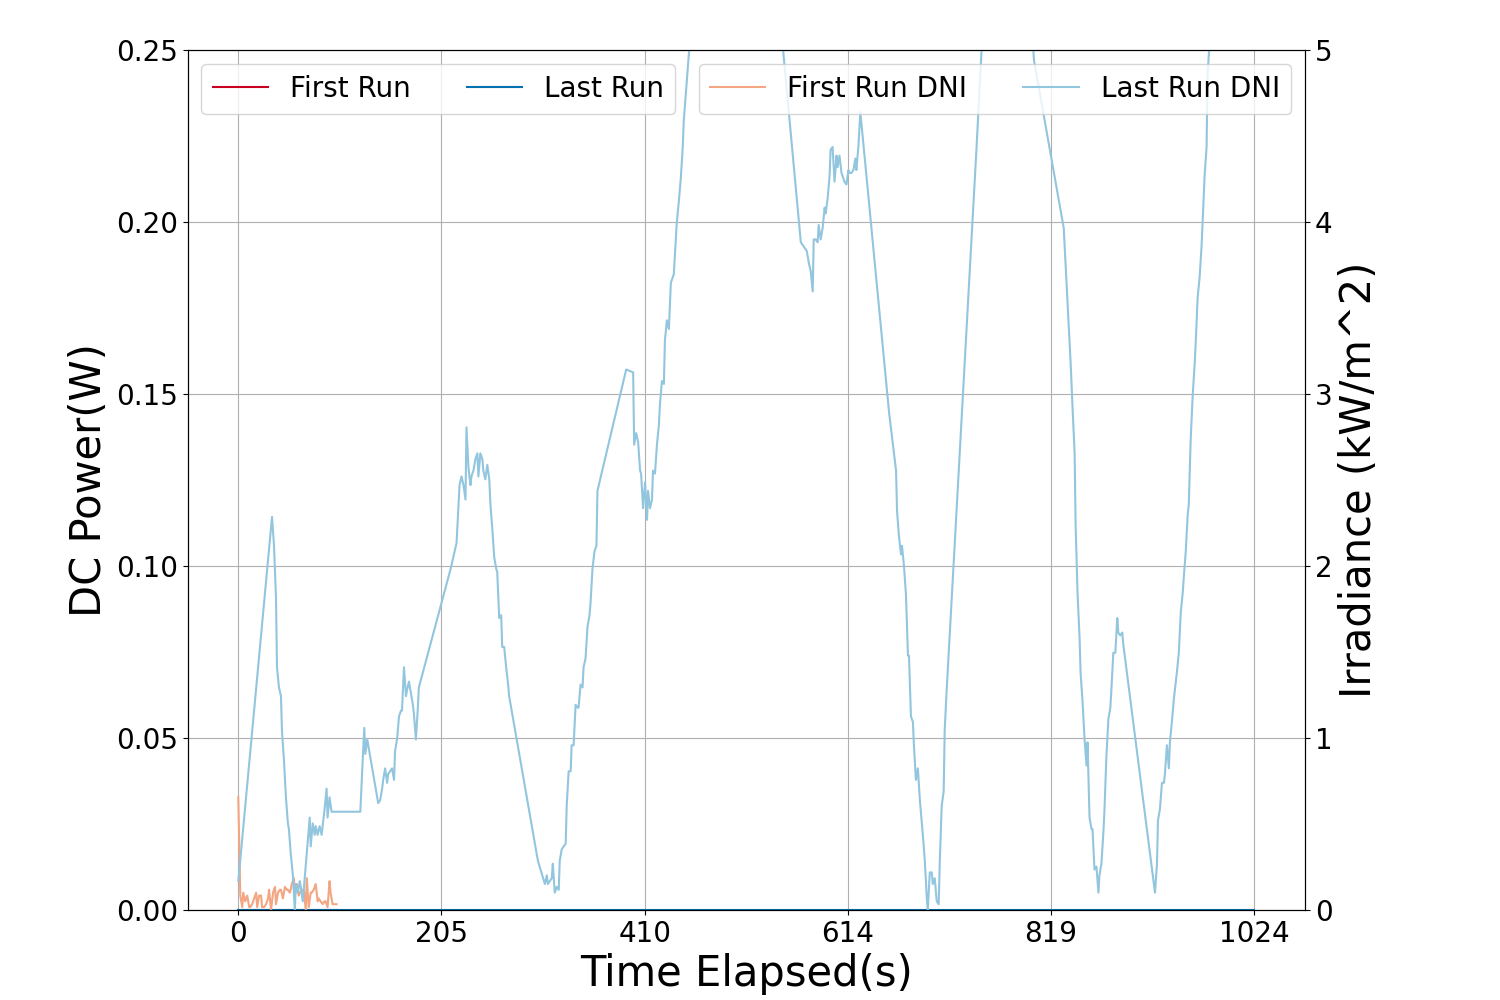 First Run
Last Run
First Run DNI
Last Run DNI
0.25
0.20
0.15
0.10
0.05
0.00
DC Power(W)
5
4
3
2
1
0
Irradiance (kW/m^2)
0 205 410 614 819 1024
Time Elapsed(s)